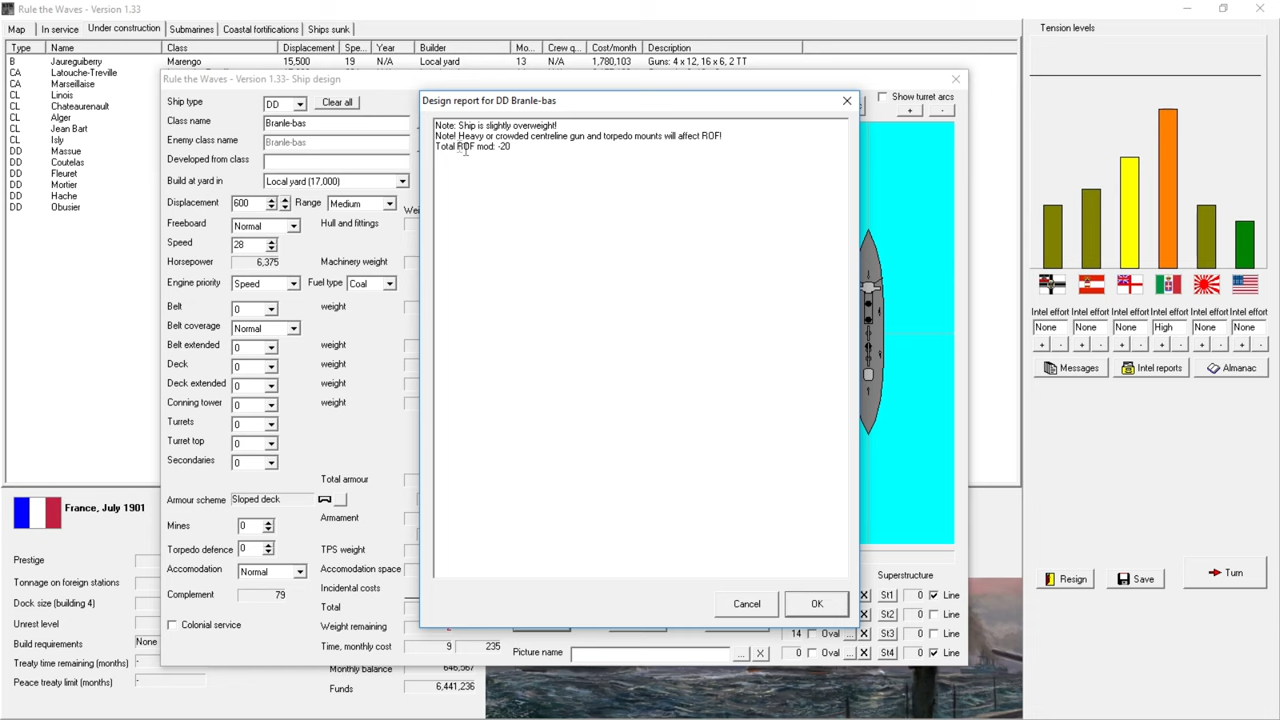 Rule the Waves - Version 1.33
Map In service Under construction Submarines Coastal fortifications Ships sunk
Type Name Class Displacement Spe... Year Builder Mo... Crew q... Cost/month Description
B Jaureguiberry Marengo 15,500 19 N/A Local yard 13 N/A 1,780,103 Guns: 4 x 12, 16 x 6, 2 TT
CA Latouche-Treville
CA Marseillaise
CL Linois
CL Chateaurenault
CL Alger
CL Jean Bart
CL Isly
DD Massue
DD Coutelas
DD Fleuret
DD Mortier
DD Hache
DD Obusier
Rule the Waves - Version 1.33- Ship design
Ship type DD Clear all
Class name Branle-bas
Enemy class name Branle-bas
Developed from class
Build at yard in Local yard (17,000)
Displacement 600 Range Medium
Freeboard Normal Hull and fittings
Speed 28
Horsepower 6,375 Machinery weight
Engine priority Speed Fuel type Coal
Belt 0 weight
Belt coverage Normal
Belt extended 0 weight
Deck 0 weight
Deck extended 0 weight
Conning tower 0 weight
Turrets 0
Turret top 0
Secondaries 0
Total armour
Armour scheme Sloped deck
Mines 0 Armament
Torpedo defence 0 TPS weight
Accomodation Normal Accomodation space
Incidental costs
Complement 79
Total
Colonial service Weight remaining
Time, monthly cost 9 235
Picture name ... X
Monthly balance 646,567
Funds 6,441,236
Design report for DD Branle-bas
Note: Ship is slightly overweight!
Note! Heavy or crowded centreline gun and torpedo mounts will affect ROF!
Total ROF mod: -20
Cancel OK
Show turret arcs
+ -
Superstructure
X St1 0 Line
X St2 0 Line
14 Oval ... X St3 0 Line
0 Oval ... X St4 0 Line
France, July 1901
Prestige
Tonnage on foreign stations
Dock size (building 4)
Unrest level
Build requirements None
Treaty time remaining (months) -
Peace treaty limit (months) -
Tension levels
Intel effort Intel effort Intel effort Intel effort Intel effort Intel effort
None None None High None None
+ - + - + - + - + - + -
Messages Intel reports Almanac
Resign Save Turn